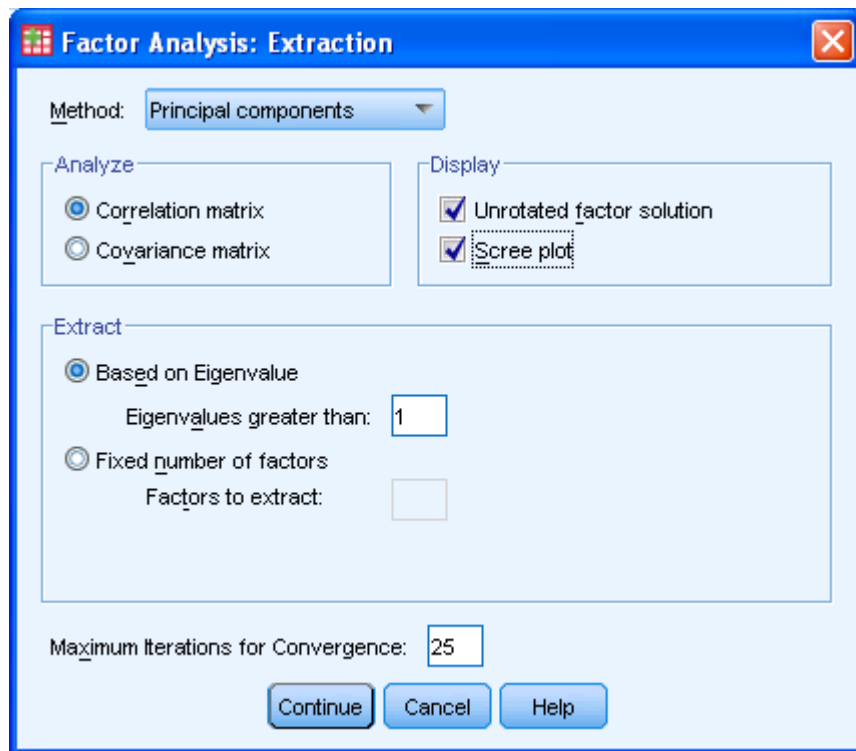 Factor Analysis: Extraction
Method: Principal components
Analyze
Correlation matrix
Covariance matrix
Display
Unrotated factor solution
Scree plot
Extract
Based on Eigenvalue
Eigenvalues greater than: 1
Fixed number of factors
Factors to extract:
Maximum Iterations for Convergence: 25
Continue Cancel Help